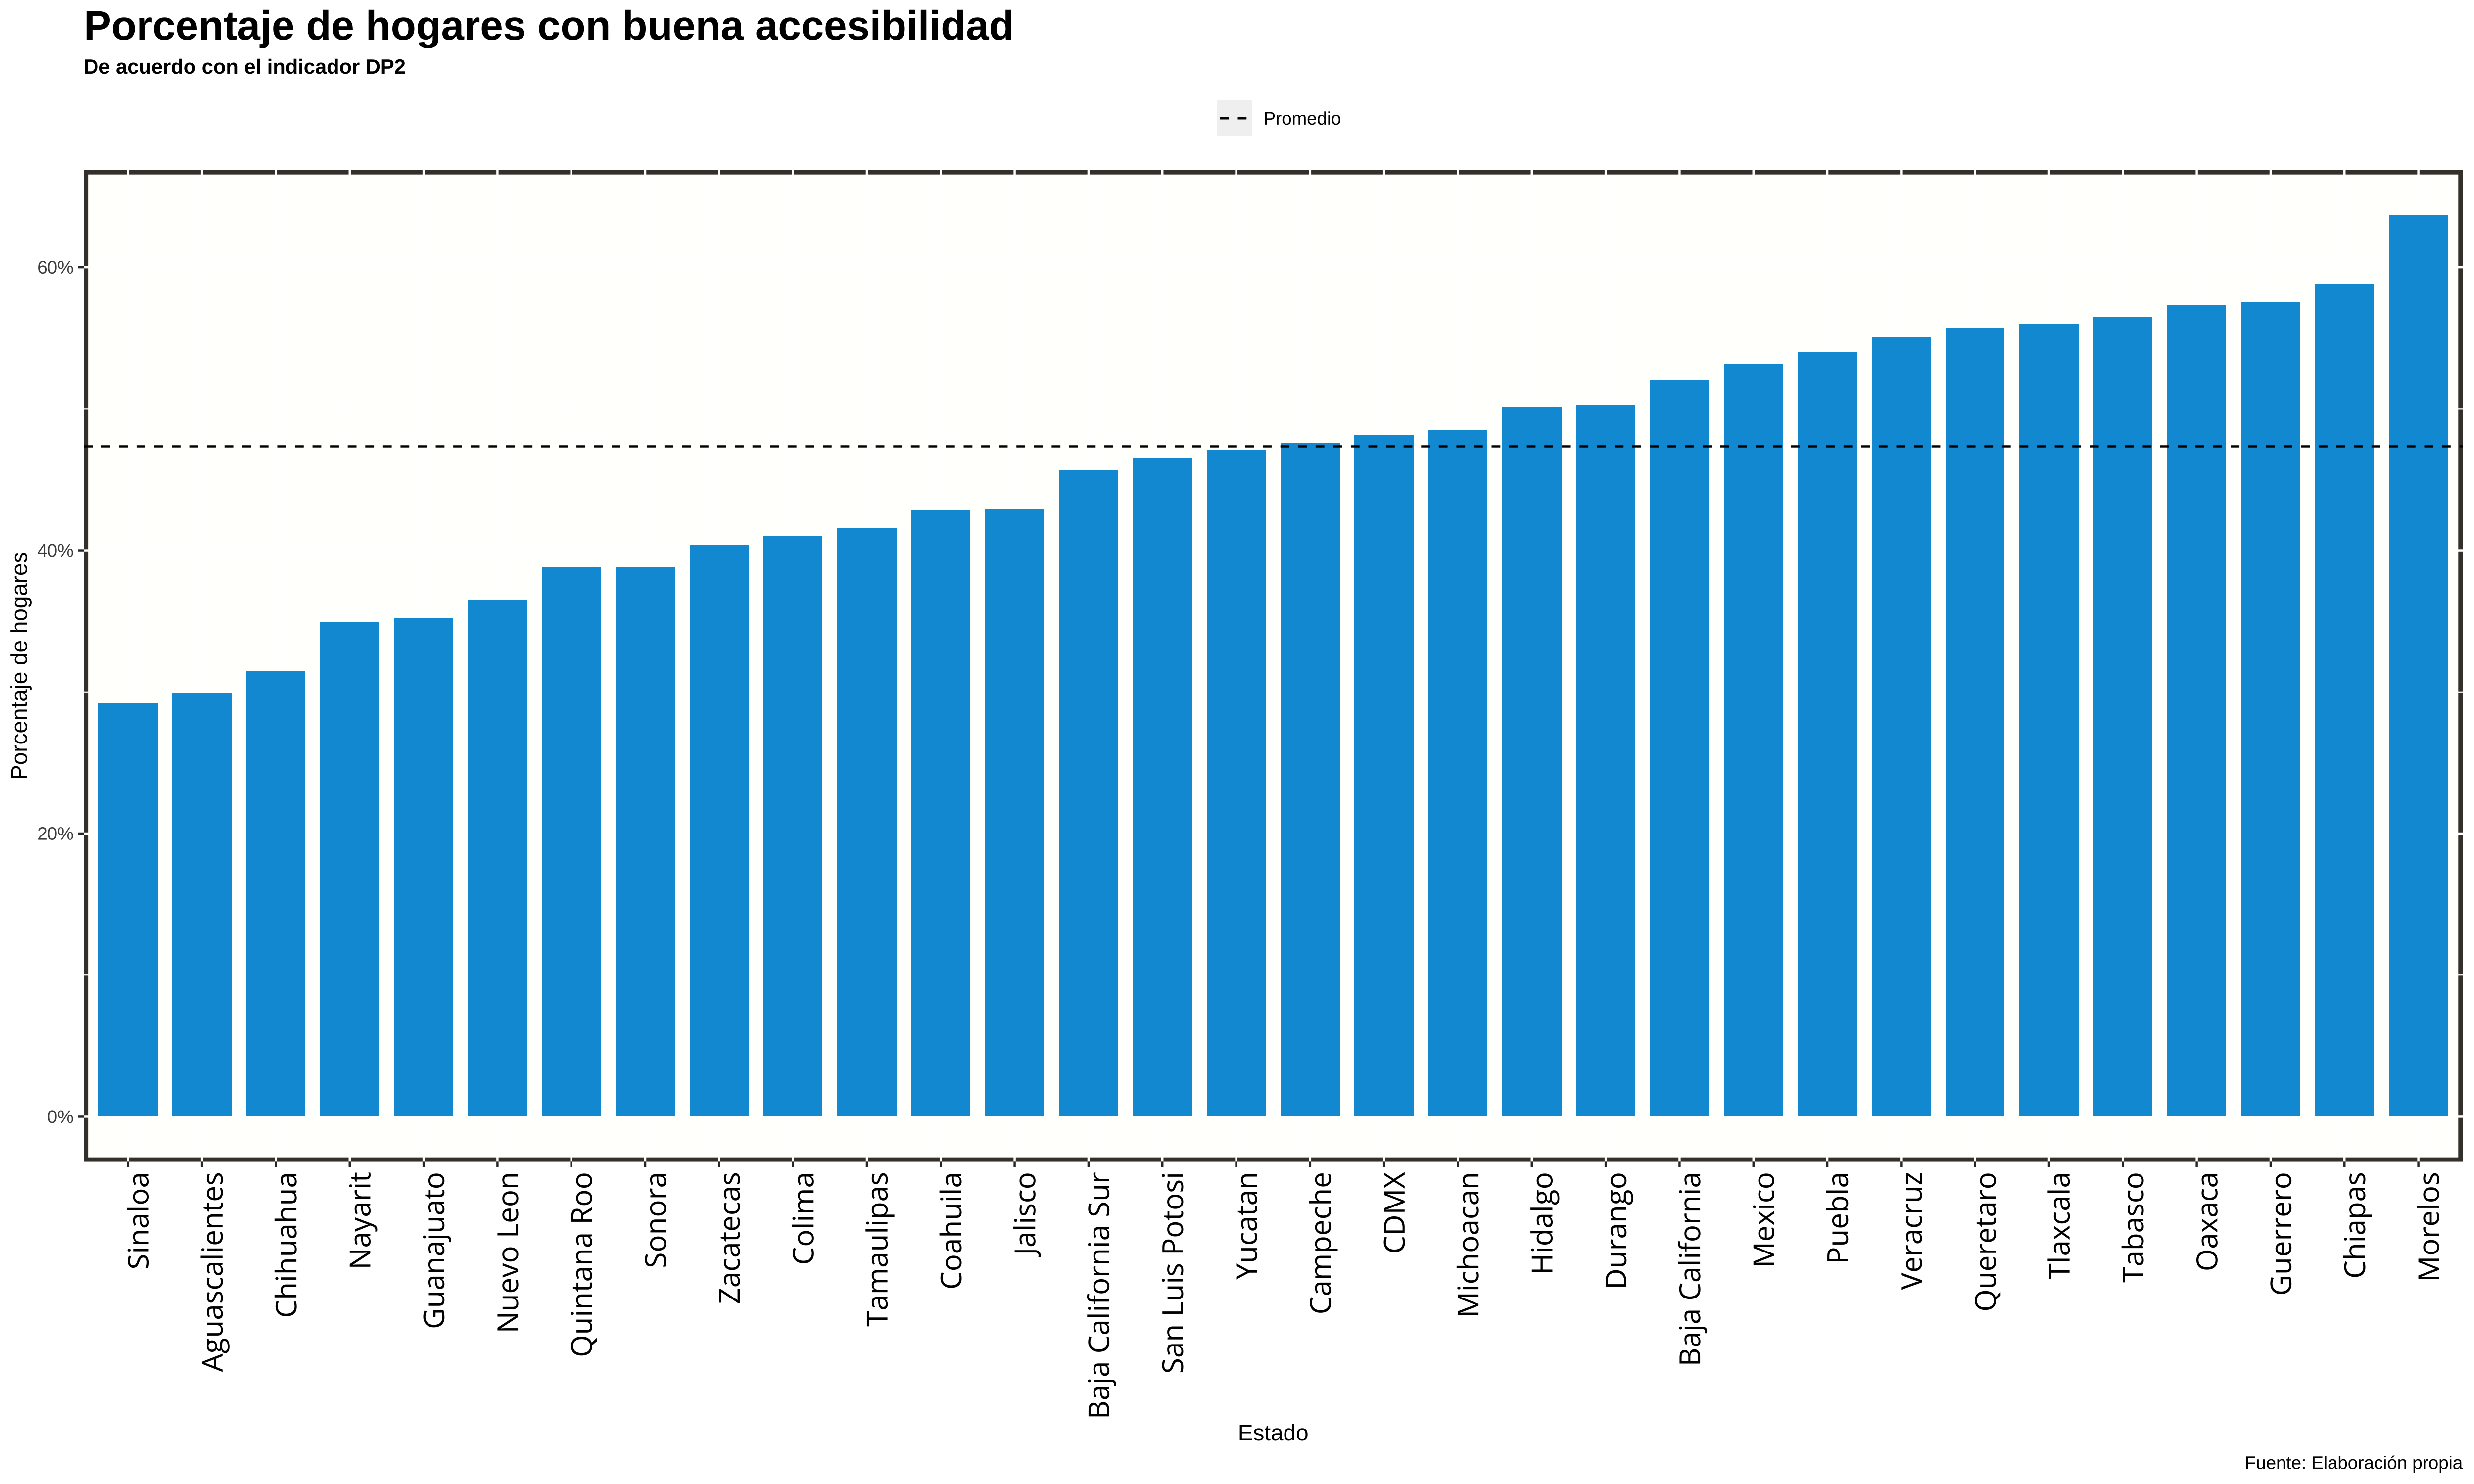 Porcentaje de hogares con buena accesibilidad
De acuerdo con el indicador DP2
Promedio
Porcentaje de hogares
60%
40%
20%
0%
Sinaloa
Aguascalientes
Chihuahua
Nayarit
Guanajuato
Nuevo Leon
Quintana Roo
Sonora
Zacatecas
Colima
Tamaulipas
Coahuila
Jalisco
Baja California Sur
San Luis Potosi
Yucatan
Campeche
CDMX
Michoacan
Hidalgo
Durango
Baja California
Mexico
Puebla
Veracruz
Queretaro
Tlaxcala
Tabasco
Oaxaca
Guerrero
Chiapas
Morelos
Estado
Fuente: Elaboración propia